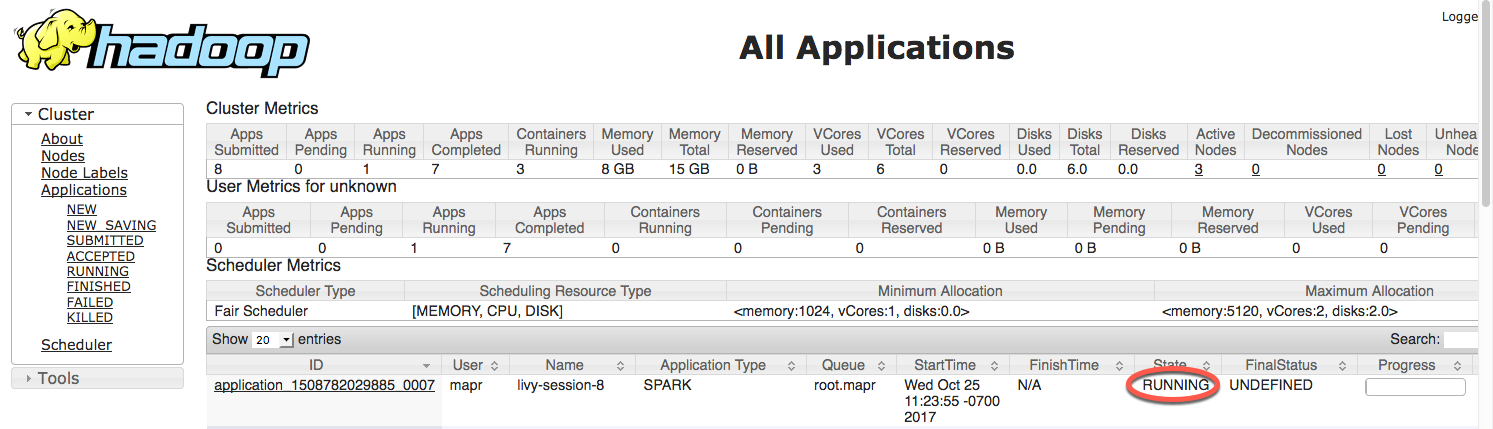 hadoop
Logge
All Applications
Cluster
About
Nodes
Node Labels
Applications
NEW
NEW_SAVING
SUBMITTED
ACCEPTED
RUNNING
FINISHED
FAILED
KILLED
Scheduler
Tools
Cluster Metrics
Apps Submitted Apps Pending Apps Running Apps Completed Containers Running Memory Used Memory Total Memory Reserved VCores Used VCores Total VCores Reserved Disks Used Disks Total Disks Reserved Active Nodes Decommissioned Nodes Lost Nodes Unhea Node
8 0 1 7 3 8 GB 15 GB 0 B 3 6 0 0.0 6.0 0.0 3 0 0 0
User Metrics for unknown
Apps Submitted Apps Pending Apps Running Apps Completed Containers Running Containers Pending Containers Reserved Memory Used Memory Pending Memory Reserved VCores Used VCores Pending
0 0 1 7 0 0 0 0 B 0 B 0 B 0 0
Scheduler Metrics
Scheduler Type Scheduling Resource Type Minimum Allocation Maximum Allocation
Fair Scheduler [MEMORY, CPU, DISK] <memory:1024, vCores:1, disks:0.0> <memory:5120, vCores:2, disks:2.0>
Show 20 entries Search:
ID User Name Application Type Queue StartTime FinishTime State FinalStatus Progress
application_1508782029885_0007 mapr livy-session-8 SPARK root.mapr Wed Oct 25 N/A RUNNING UNDEFINED
11:23:55 -0700
2017